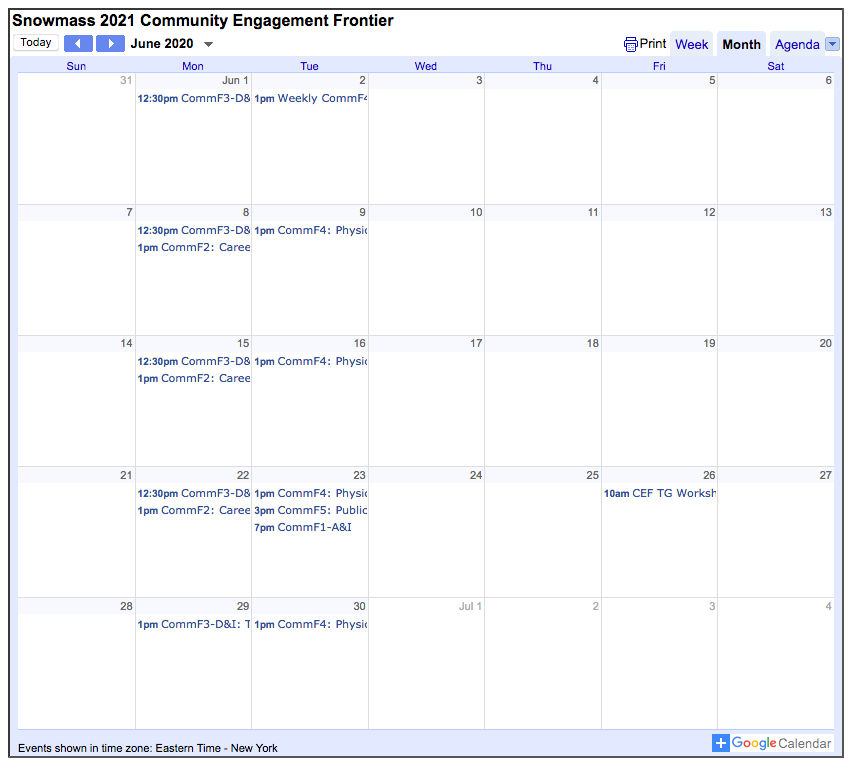 Snowmass 2021 Community Engagement Frontier
Today June 2020 Print Week Month Agenda
Sun Mon Tue Wed Thu Fri Sat
31 Jun 1 2 3 4 5 6
12:30pm CommF3-D& 1pm Weekly CommF4
7 8 9 10 11 12 13
12:30pm CommF3-D& 1pm CommF4: Physic
1pm CommF2: Caree
14 15 16 17 18 19 20
12:30pm CommF3-D& 1pm CommF4: Physic
1pm CommF2: Caree
21 22 23 24 25 26 27
12:30pm CommF3-D& 1pm CommF4: Physic 10am CEF TG Worksh
1pm CommF2: Caree 3pm CommF5: Public
7pm CommF1-A&I
28 29 30 Jul 1 2 3 4
1pm CommF3-D&I: T 1pm CommF4: Physic
Events shown in time zone: Eastern Time - New York
+ Google Calendar